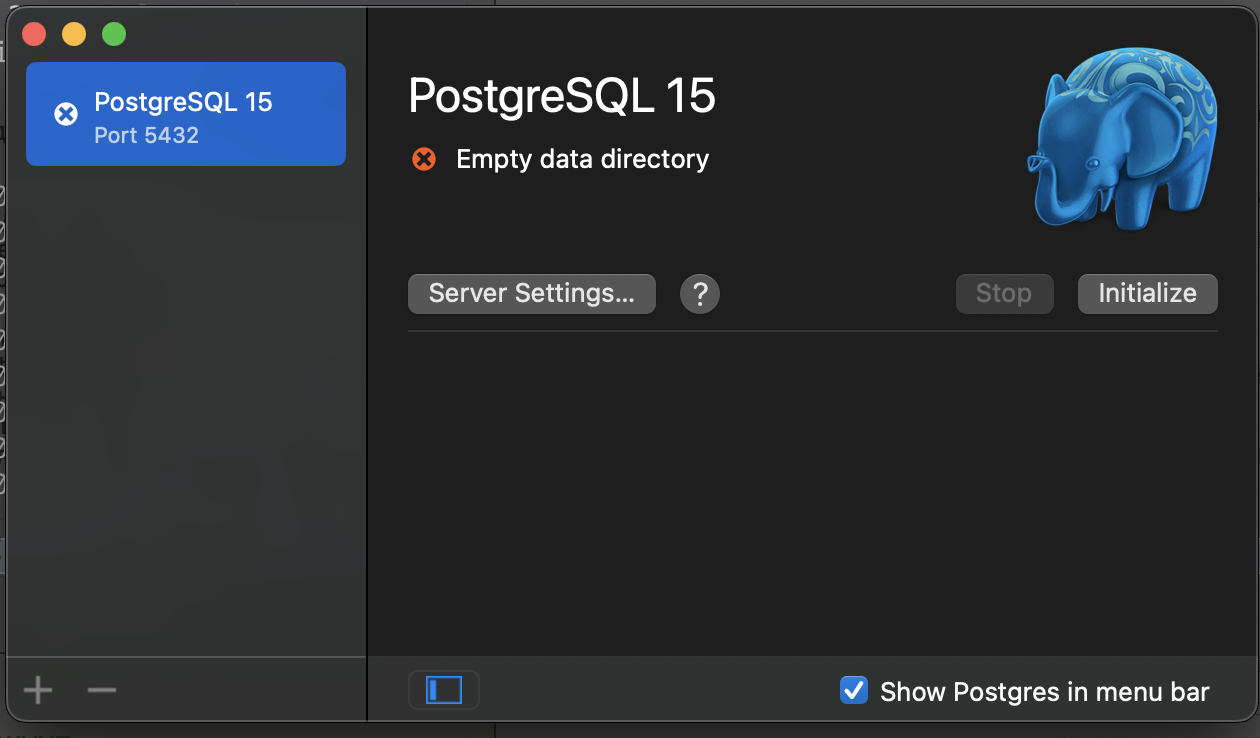 PostgreSQL 15
Port 5432
PostgreSQL 15
Empty data directory
Server Settings...
?
Stop
Initialize
Show Postgres in menu bar